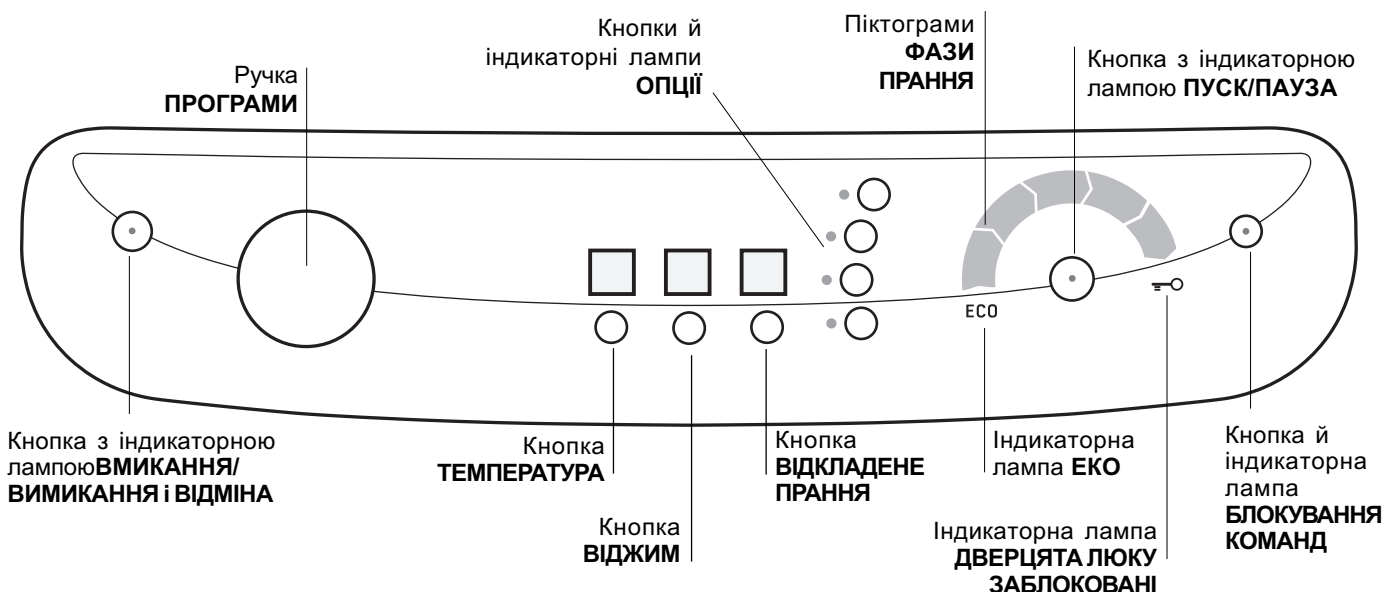 Ручка
ПРОГРАМИ
Кнопки й
індикаторні лампи
ОПЦІЇ
Піктограми
ФАЗИ
ПРАННЯ
Кнопка з індикаторною
лампою ПУСК/ПАУЗА
ECO
Кнопка з індикаторною
лампоюВМИКАННЯ/
ВИМИКАННЯ і ВІДМІНА
Кнопка
ТЕМПЕРАТУРА
Кнопка
ВІДЖИМ
Кнопка
ВІДКЛАДЕНЕ
ПРАННЯ
Індикаторна
лампа ЕКО
Індикаторна лампа
ДВЕРЦЯТА ЛЮКУ
ЗАБЛОКОВАНІ
Кнопка й
індикаторна
лампа
БЛОКУВАННЯ
КОМАНД